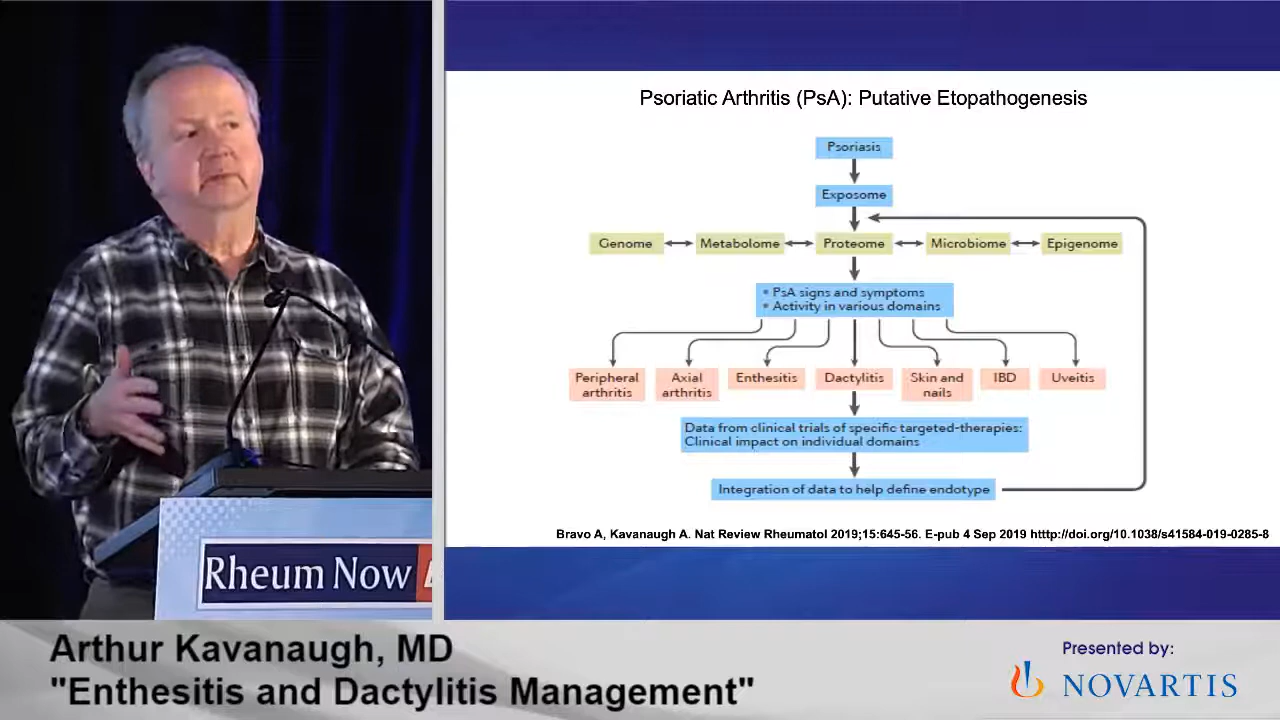 Psoriatic Arthritis (PsA): Putative Etopathogenesis
Psoriasis
Exposome
Genome
Metabolome
Proteome
Microbiome
Epigenome
• PsA signs and symptoms
• Activity in various domains
Peripheral
arthritis
Axial
arthritis
Enthesitis
Dactylitis
Skin and
nails
IBD
Uveitis
Data from clinical trials of specific targeted-therapies:
Clinical impact on individual domains
Integration of data to help define endotype
Bravo A, Kavanaugh A. Nat Review Rheumatol 2019;15:645-56. E-pub 4 Sep 2019 htttp://doi.org/10.1038/s41584-019-0285-8
Rheum Now
Arthur Kavanaugh, MD
"Enthesitis and Dactylitis Management"
Presented by:
NOVARTIS